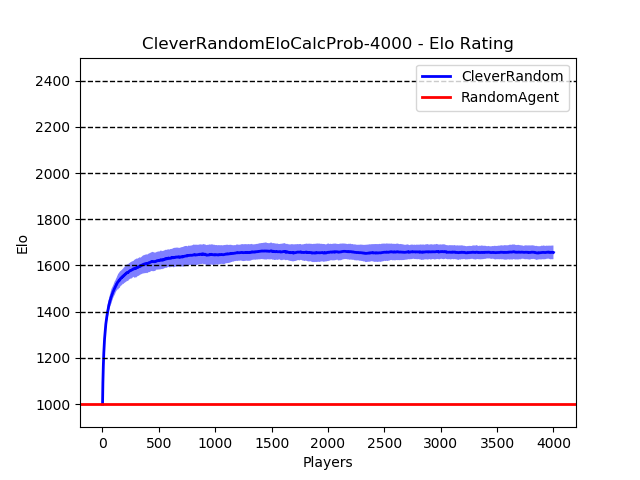 CleverRandomEloCalcProb-4000 - Elo Rating
CleverRandom
RandomAgent
2400
2200
2000
1800
1600
1400
1200
1000
Elo
0 500 1000 1500 2000 2500 3000 3500 4000
Players